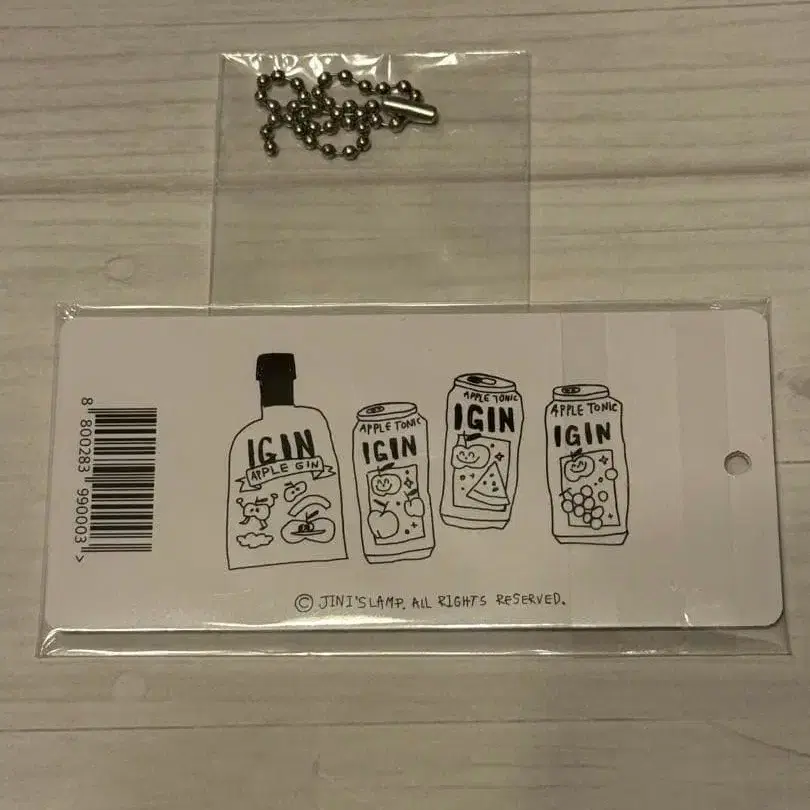 IGIN
APPLE GIN
APPLE TONIC
IGIN
APPLE TONIC
IGIN
APPLE TONIC
IGIN
8 800283 990003 >
© JINI'S LAMP. ALL RIGHTS RESERVED.